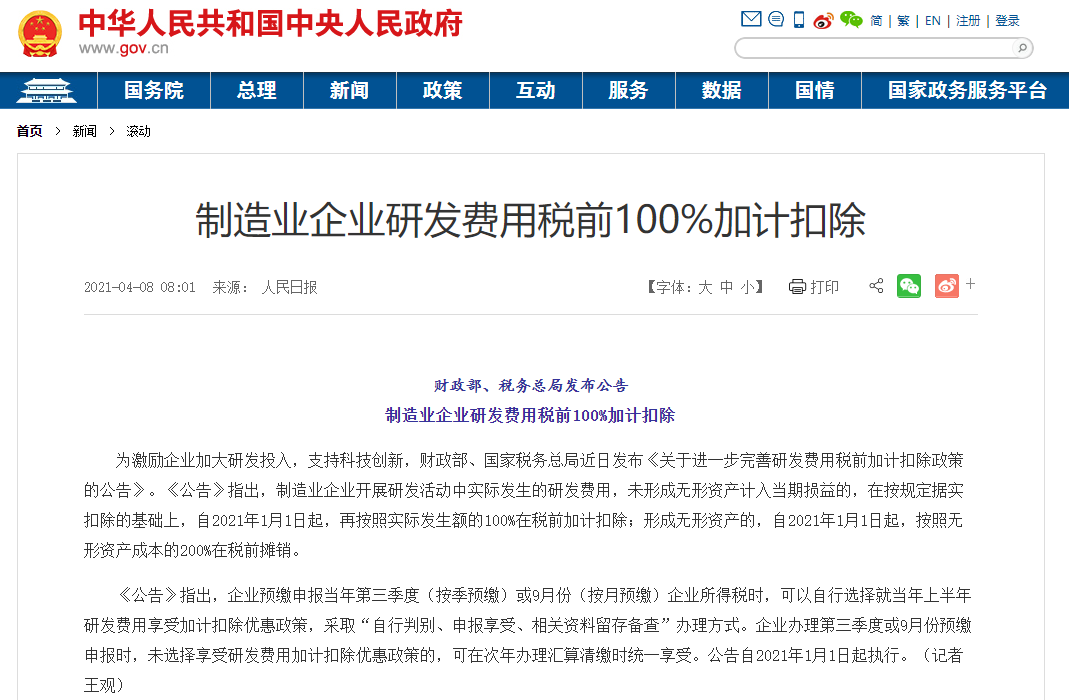 中华人民共和国中央人民政府
www.gov.cn
简 | 繁 | EN | 注册 | 登录
国务院 总理 新闻 政策 互动 服务 数据 国情 国家政务服务平台
首页 > 新闻 > 滚动
制造业企业研发费用税前100%加计扣除
2021-04-08 08:01 来源： 人民日报 【字体：大 中 小】 打印 +
财政部、税务总局发布公告
制造业企业研发费用税前100%加计扣除
为激励企业加大研发投入，支持科技创新，财政部、国家税务总局近日发布《关于进一步完善研发费用税前加计扣除政策
的公告》。《公告》指出，制造业企业开展研发活动中实际发生的研发费用，未形成无形资产计入当期损益的，在按规定据实
扣除的基础上，自2021年1月1日起，再按照实际发生额的100%在税前加计扣除；形成无形资产的，自2021年1月1日起，按照无
形资产成本的200%在税前摊销。
《公告》指出，企业预缴申报当年第三季度（按季预缴）或9月份（按月预缴）企业所得税时，可以自行选择就当年上半年
研发费用享受加计扣除优惠政策，采取“自行判别、申报享受、相关资料留存备查”办理方式。企业办理第三季度或9月份预缴
申报时，未选择享受研发费用加计扣除优惠政策的，可在次年办理汇算清缴时统一享受。公告自2021年1月1日起执行。（记者
王观）